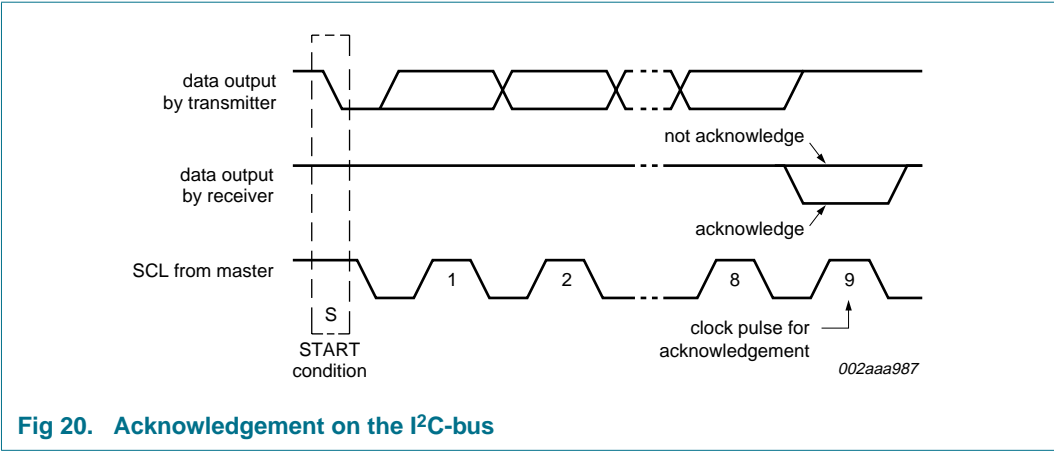 data output
by transmitter
not acknowledge
data output
by receiver
acknowledge
SCL from master
1
2
8
9
S
START
condition
clock pulse for
acknowledgement
002aaa987
Fig 20. Acknowledgement on the I²C-bus